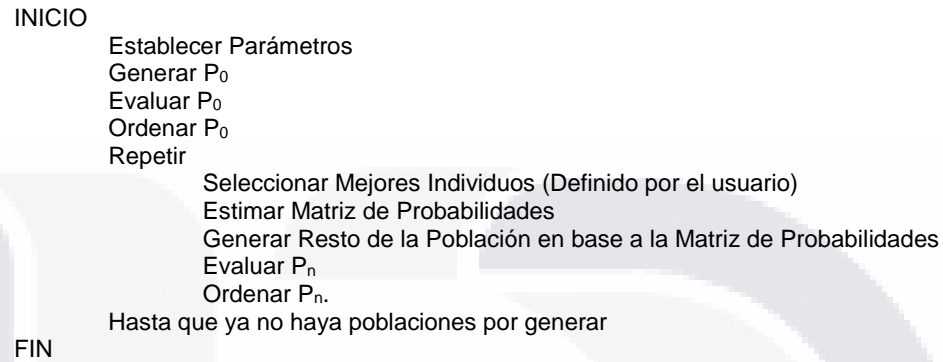 INICIO
Establecer Parámetros
Generar P₀
Evaluar P₀
Ordenar P₀
Repetir
Seleccionar Mejores Individuos (Definido por el usuario)
Estimar Matriz de Probabilidades
Generar Resto de la Población en base a la Matriz de Probabilidades
Evaluar Pₙ
Ordenar Pₙ.
Hasta que ya no haya poblaciones por generar
FIN